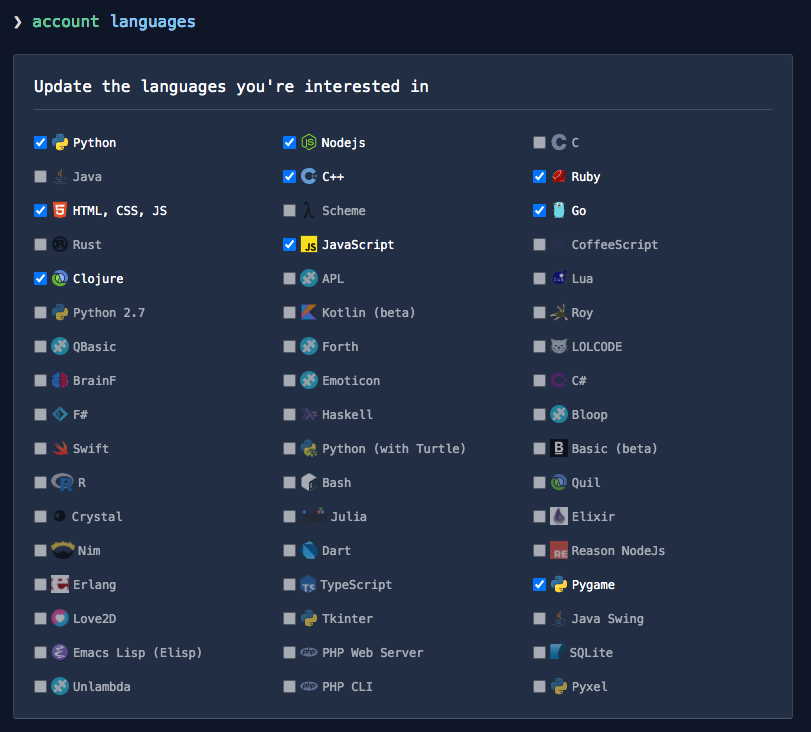 ❯ account languages
Update the languages you're interested in
Python Nodejs C
Java C++ Ruby
HTML, CSS, JS Scheme Go
Rust JavaScript CoffeeScript
Clojure APL Lua
Python 2.7 Kotlin (beta) Roy
QBasic Forth LOLCODE
BrainF Emoticon C#
F# Haskell Bloop
Swift Python (with Turtle) Basic (beta)
R Bash Quil
Crystal Julia Elixir
Nim Dart Reason NodeJs
Erlang TypeScript Pygame
Love2D Tkinter Java Swing
Emacs Lisp (Elisp) PHP Web Server SQLite
Unlambda PHP CLI Pyxel